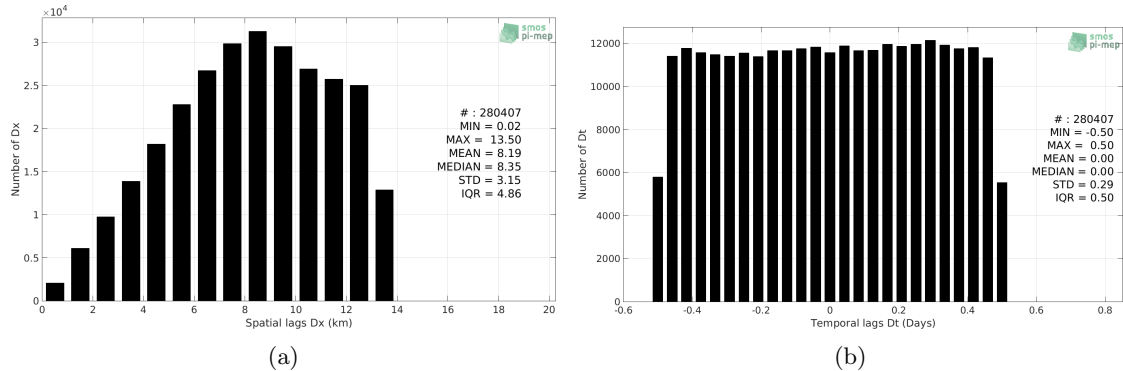 ×10⁴
3
2.5
2
1.5
1
0.5
0
Number of Dx
0 2 4 6 8 10 12 14 16 18 20
Spatial lags Dx (km)
smos
pi-mep
# : 280407
MIN = 0.02
MAX = 13.50
MEAN = 8.19
MEDIAN = 8.35
STD = 3.15
IQR = 4.86
(a)
12000
10000
8000
6000
4000
2000
0
Number of Dt
-0.6 -0.4 -0.2 0 0.2 0.4 0.6 0.8
Temporal lags Dt (Days)
smos
pi-mep
# : 280407
MIN = -0.50
MAX = 0.50
MEAN = 0.00
MEDIAN = 0.00
STD = 0.29
IQR = 0.50
(b)